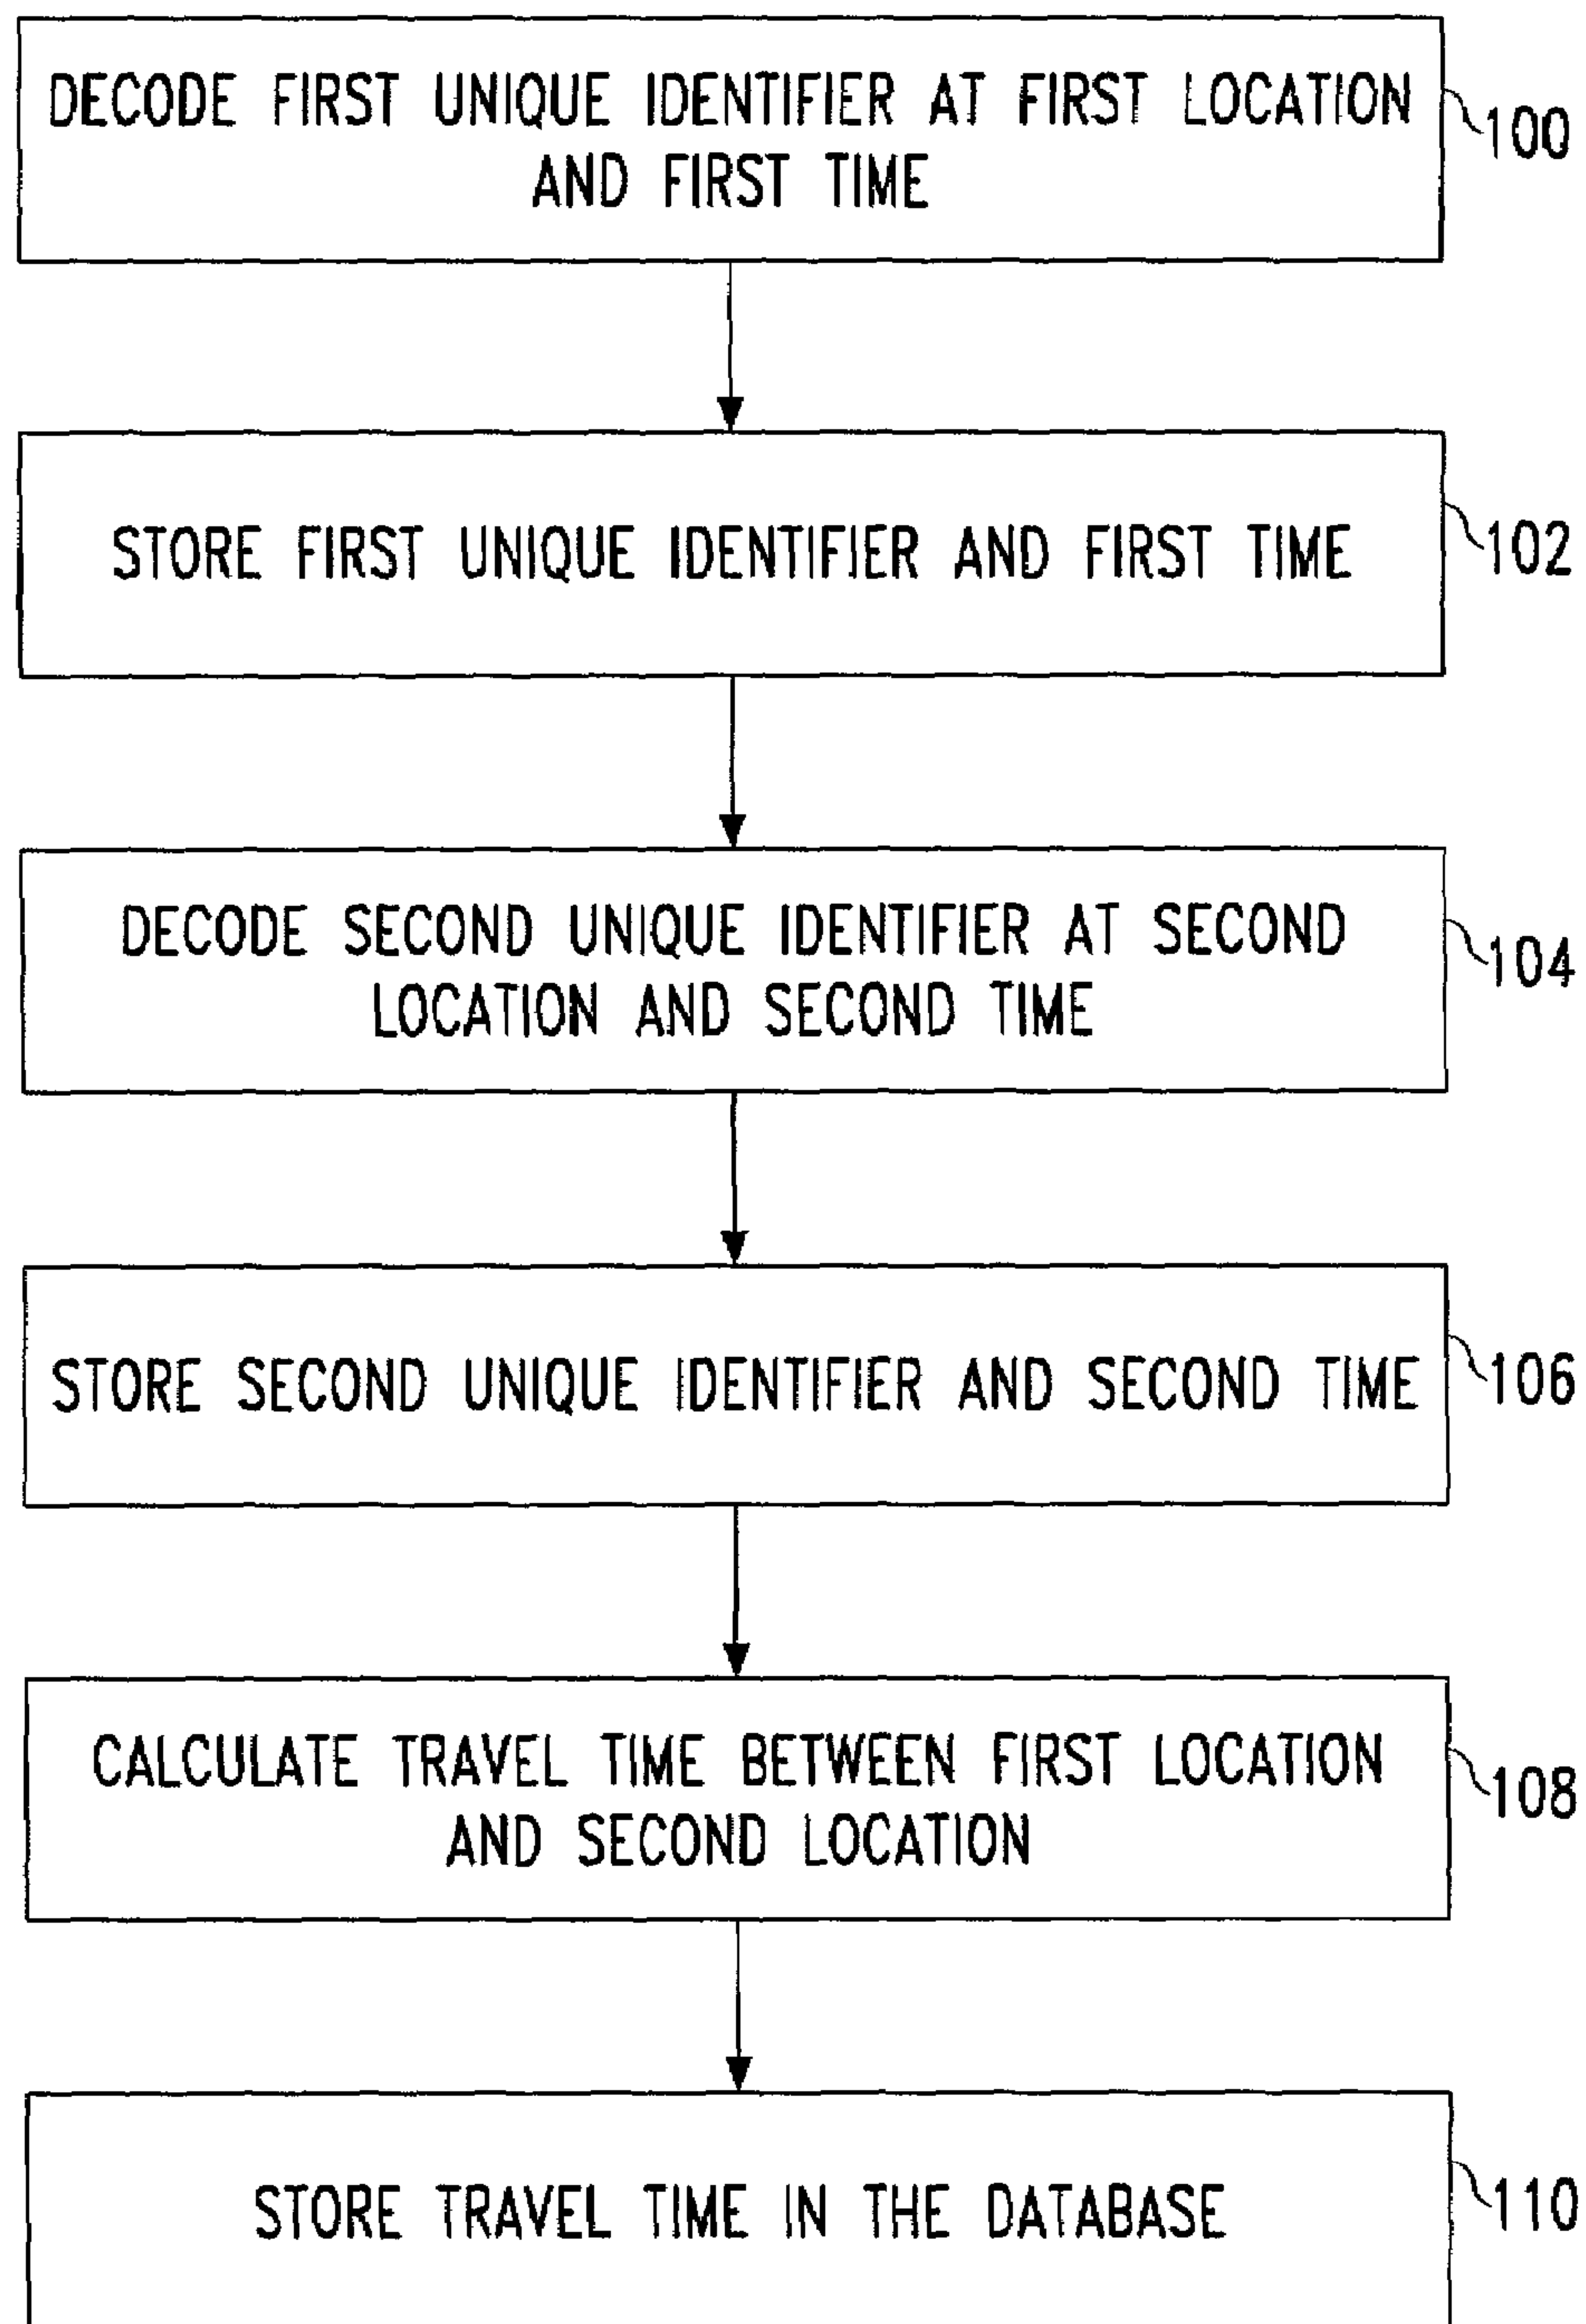 DECODE FIRST UNIQUE IDENTIFIER AT FIRST LOCATION
AND FIRST TIME
100
STORE FIRST UNIQUE IDENTIFIER AND FIRST TIME
102
DECODE SECOND UNIQUE IDENTIFIER AT SECOND
LOCATION AND SECOND TIME
104
STORE SECOND UNIQUE IDENTIFIER AND SECOND TIME
106
CALCULATE TRAVEL TIME BETWEEN FIRST LOCATION
AND SECOND LOCATION
108
STORE TRAVEL TIME IN THE DATABASE
110